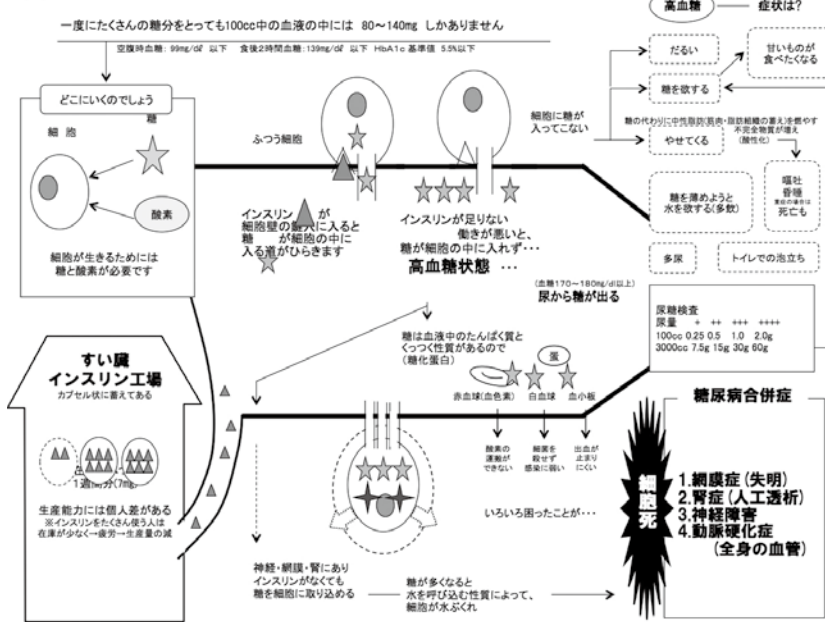 一度にたくさんの糖分をとっても100cc中の血液の中には 80～140mg しかありません
空腹時血糖：99mg/dℓ 以下　食後2時間血糖：139mg/dℓ 以下 HbA1c 基準値 5.5%以下
どこにいくのでしょう
細 胞
糖
酸素
細胞が生きるためには
糖と酸素が必要です
ふつう細胞
インスリン　が
細胞壁の　　に入ると
糖　が細胞の中に
入る道がひらきます
細胞に糖が
入ってこない
インスリンが足りない
働きが悪いと、
糖が細胞の中に入れず…
高血糖状態 …
高血糖
症状は？
だるい
甘いものが
食べたくなる
糖を欲する
糖の代わりに中性脂肪(筋肉・脂肪組織の蓄え)を燃やす
不完全物質が増え
(酸性化)
やせてくる
嘔吐
昏睡
重症の場合は
死亡も
糖を薄めようと
水を欲する(多飲)
多尿
トイレでの泡立ち
(血糖170～180mg/dl以上)
尿から糖が出る
尿糖検査
尿量　+　++　+++　++++
100cc 0.25 0.5　1.0　2.0g
3000cc 7.5g 15g 30g 60g
すい臓
インスリン工場
カプセル状に蓄えてある
1週間分(7mg)
生産能力には個人差がある
※インスリンをたくさん使う人は
在庫が少なく→疲労→生産量の減
糖は血液中のたんぱく質と
くっつく性質があるので
(糖化蛋白)
蛋
赤血球(血色素)　白血球　血小板
酸素の
運搬が
できない
細菌を
殺せず
感染に弱い
出血が
止まり
にくい
いろいろ困ったことが…
神経・網膜・腎にあり
インスリンがなくても
糖を細胞に取り込める
糖が多くなると
水を呼び込む性質によって、
細胞が水ぶくれ
細胞死
糖尿病合併症
1.網膜症(失明)
2.腎症(人工透析)
3.神経障害
4.動脈硬化症
(全身の血管)